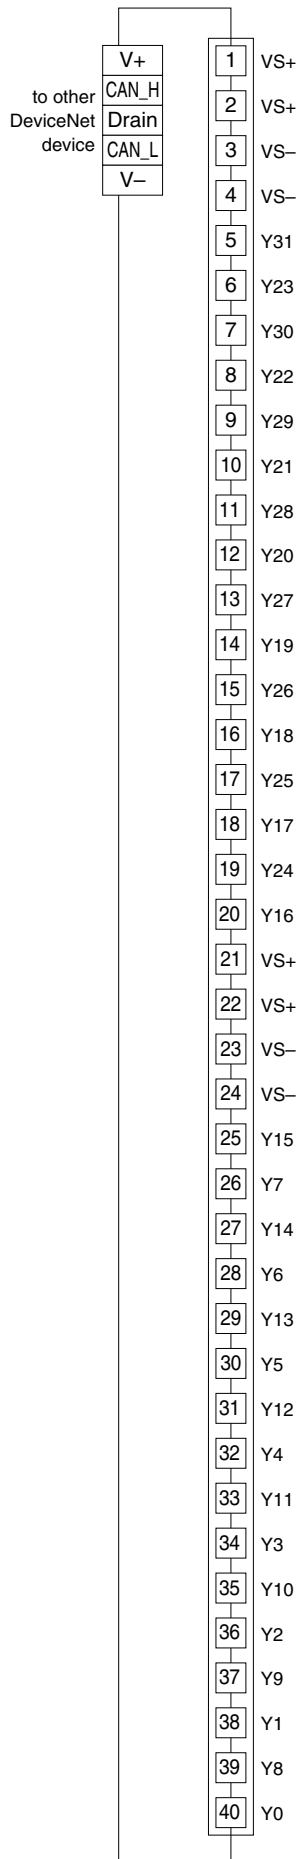 to other
DeviceNet
device
V+
CAN_H
Drain
CAN_L
V–
1 VS+
2 VS+
3 VS–
4 VS–
5 Y31
6 Y23
7 Y30
8 Y22
9 Y29
10 Y21
11 Y28
12 Y20
13 Y27
14 Y19
15 Y26
16 Y18
17 Y25
18 Y17
19 Y24
20 Y16
21 VS+
22 VS+
23 VS–
24 VS–
25 Y15
26 Y7
27 Y14
28 Y6
29 Y13
30 Y5
31 Y12
32 Y4
33 Y11
34 Y3
35 Y10
36 Y2
37 Y9
38 Y1
39 Y8
40 Y0